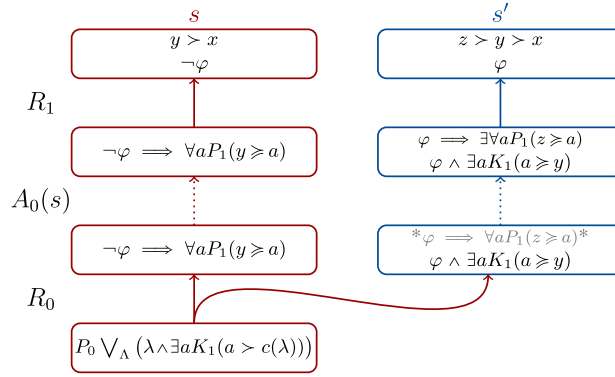 s
s′
y ≻ x
¬φ
z ≻ y ≻ x
φ
R₁
¬φ ⟹ ∀aP₁(y ≽ a)
φ ⟹ ∃∀aP₁(z ≽ a)
φ ∧ ∃aK₁(a ≽ y)
A₀(s)
¬φ ⟹ ∀aP₁(y ≽ a)
*φ ⟹ ∀aP₁(z ≽ a)*
φ ∧ ∃aK₁(a ≽ y)
R₀
P₀ ⋁_Λ (λ ∧ ∃aK₁(a ≻ c(λ)))